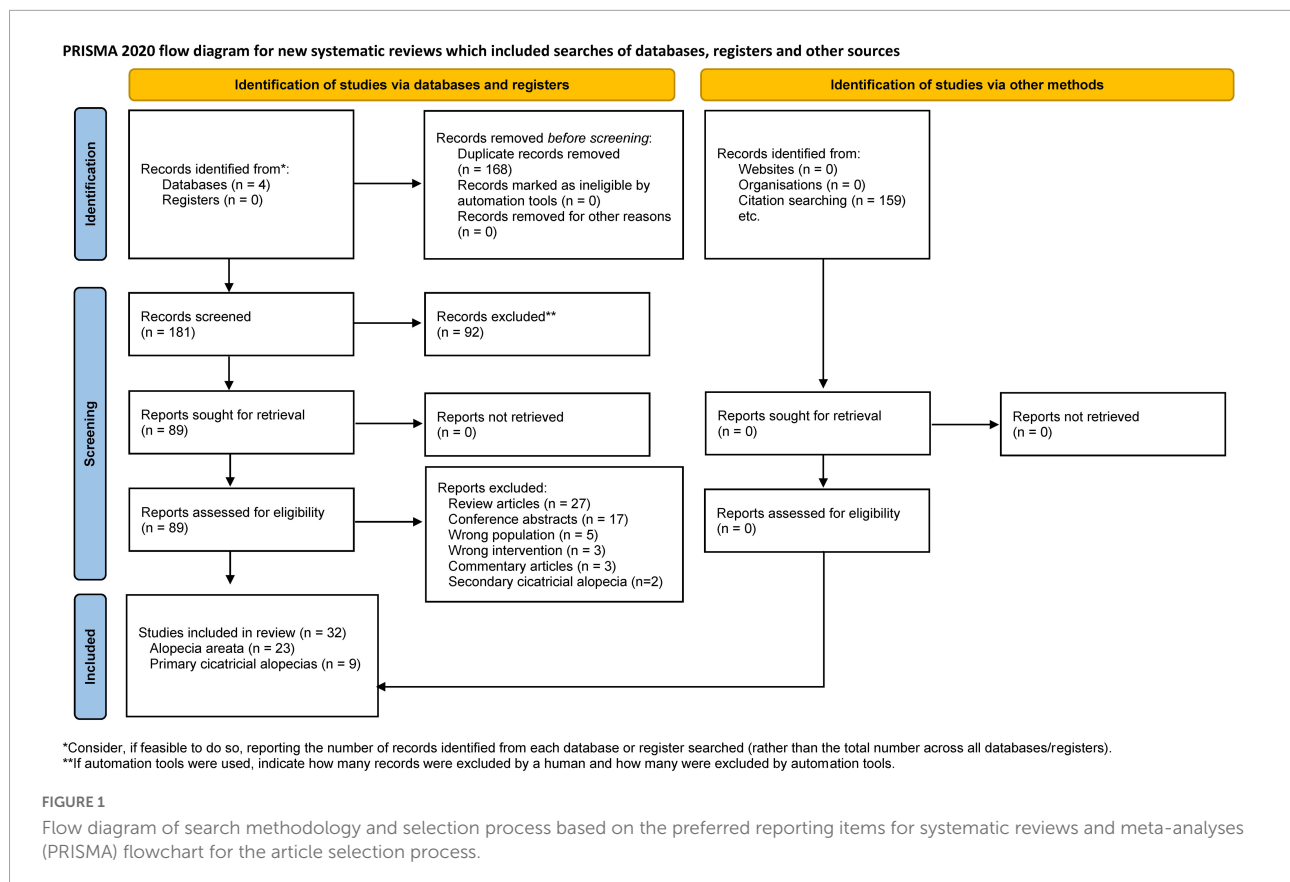 PRISMA 2020 flow diagram for new systematic reviews which included searches of databases, registers and other sources
Identification of studies via databases and registers
Identification of studies via other methods
Identification
Records identified from*:
Databases (n = 4)
Registers (n = 0)
Records removed before screening:
Duplicate records removed
(n = 168)
Records marked as ineligible by
automation tools (n = 0)
Records removed for other reasons
(n = 0)
Records identified from:
Websites (n = 0)
Organisations (n = 0)
Citation searching (n = 159)
etc.
Screening
Records screened
(n = 181)
Records excluded**
(n = 92)
Reports sought for retrieval
(n = 89)
Reports not retrieved
(n = 0)
Reports sought for retrieval
(n = 0)
Reports not retrieved
(n = 0)
Reports assessed for eligibility
(n = 89)
Reports excluded:
Review articles (n = 27)
Conference abstracts (n = 17)
Wrong population (n = 5)
Wrong intervention (n = 3)
Commentary articles (n = 3)
Secondary cicatricial alopecia (n=2)
Reports assessed for eligibility
(n = 0)
Included
Studies included in review (n = 32)
Alopecia areata (n = 23)
Primary cicatricial alopecias (n = 9)
*Consider, if feasible to do so, reporting the number of records identified from each database or register searched (rather than the total number across all databases/registers).
**If automation tools were used, indicate how many records were excluded by a human and how many were excluded by automation tools.
FIGURE 1
Flow diagram of search methodology and selection process based on the preferred reporting items for systematic reviews and meta-analyses
(PRISMA) flowchart for the article selection process.